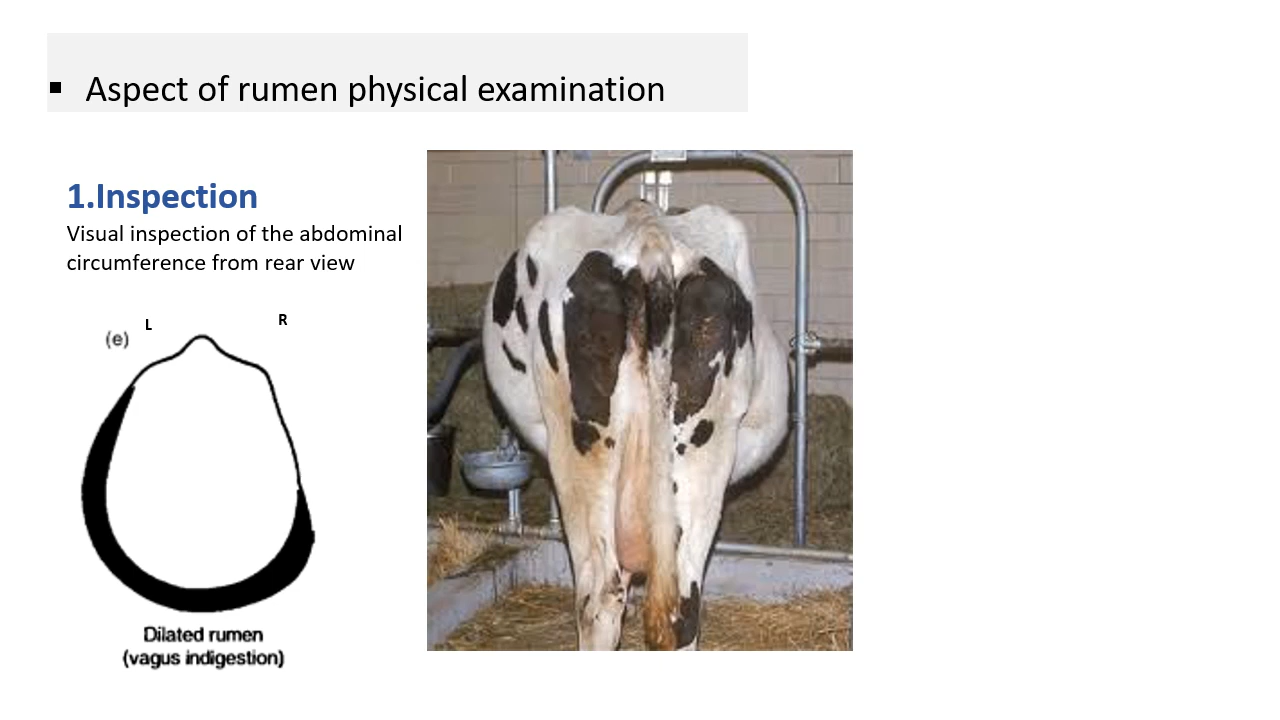 ▪ Aspect of rumen physical examination
1.Inspection
Visual inspection of the abdominal
circumference from rear view
L R
(e)
Dilated rumen
(vagus indigestion)